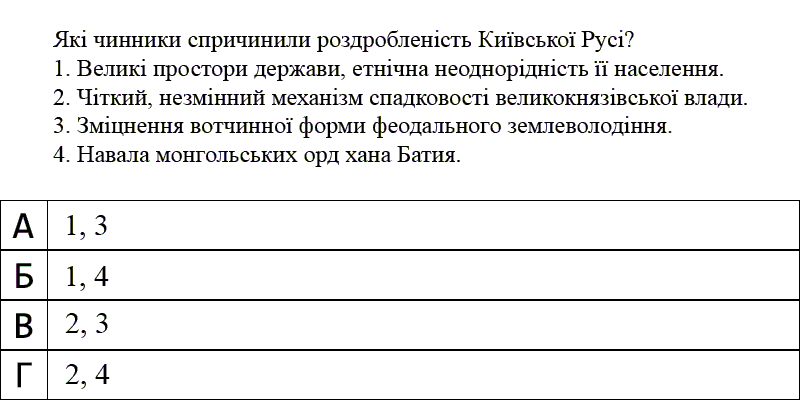 Які чинники спричинили роздробленість Київської Русі?
1. Великі простори держави, етнічна неоднорідність її населення.
2. Чіткий, незмінний механізм спадковості великокнязівської влади.
3. Зміцнення вотчинної форми феодального землеволодіння.
4. Навала монгольських орд хана Батия.
А 1, 3
Б 1, 4
В 2, 3
Г 2, 4